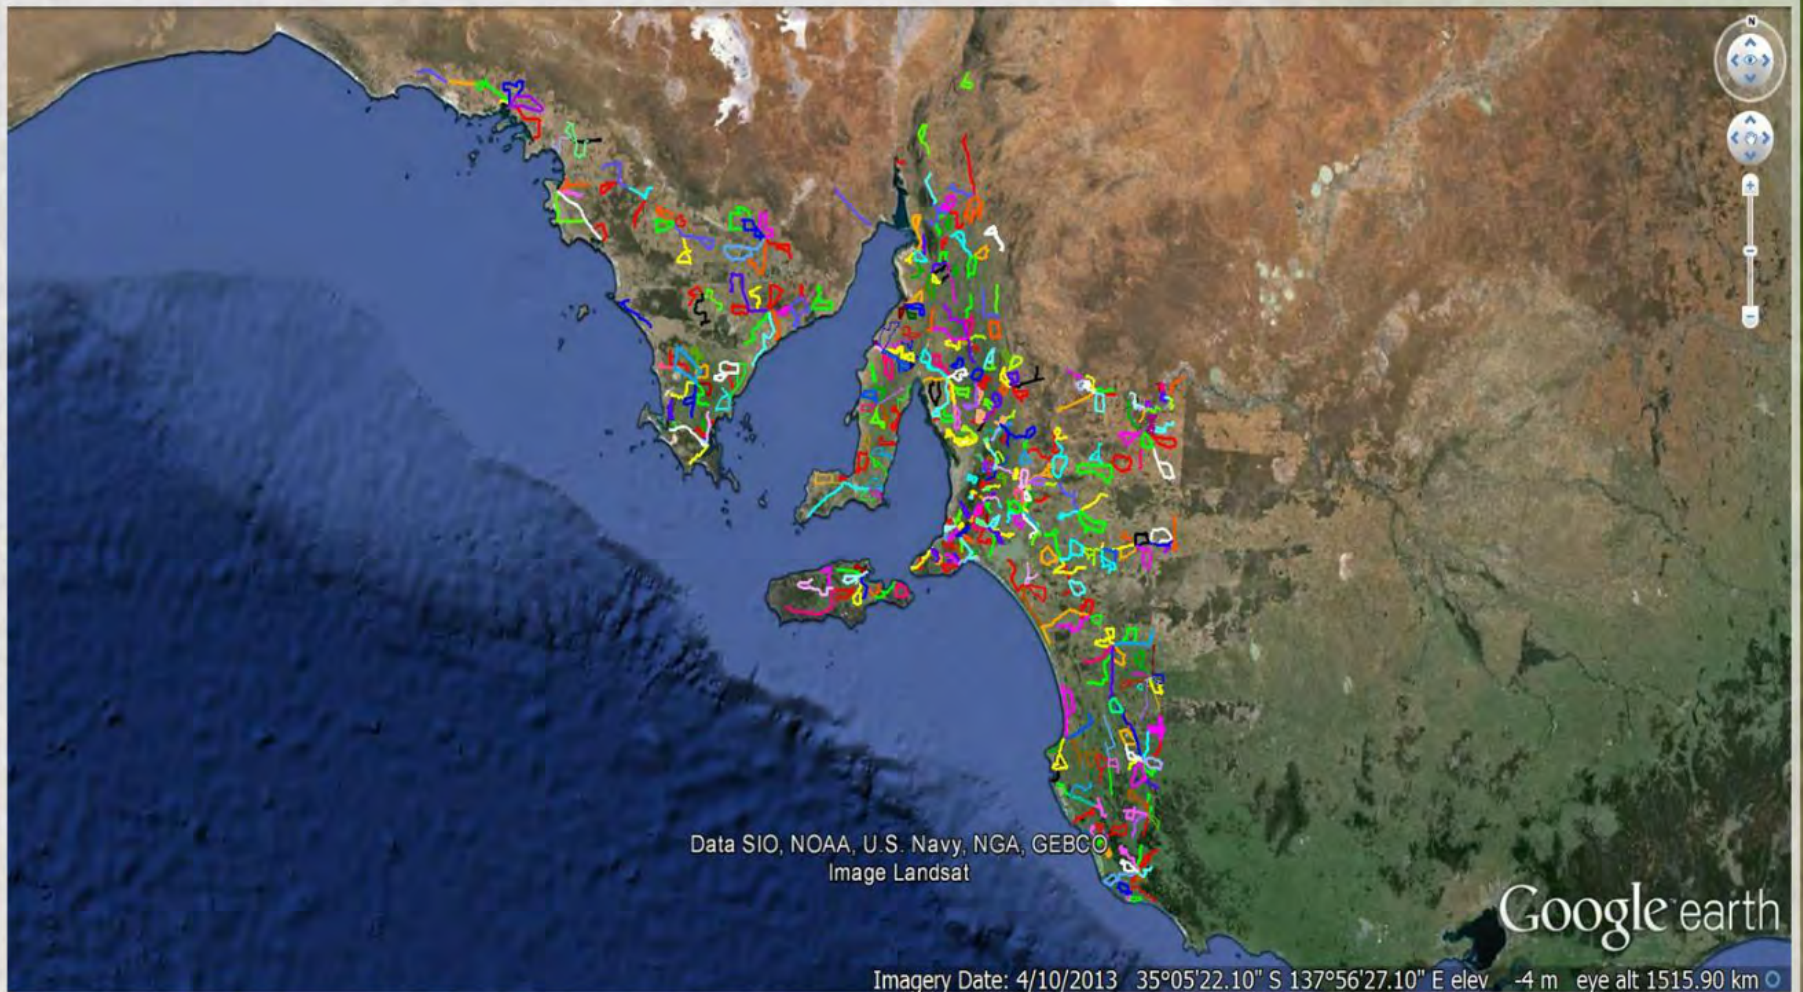 N
Data SIO, NOAA, U.S. Navy, NGA, GEBCO
Image Landsat
Google earth
Imagery Date: 4/10/2013 35°05'22.10" S 137°56'27.10" E elev -4 m eye alt 1515.90 km